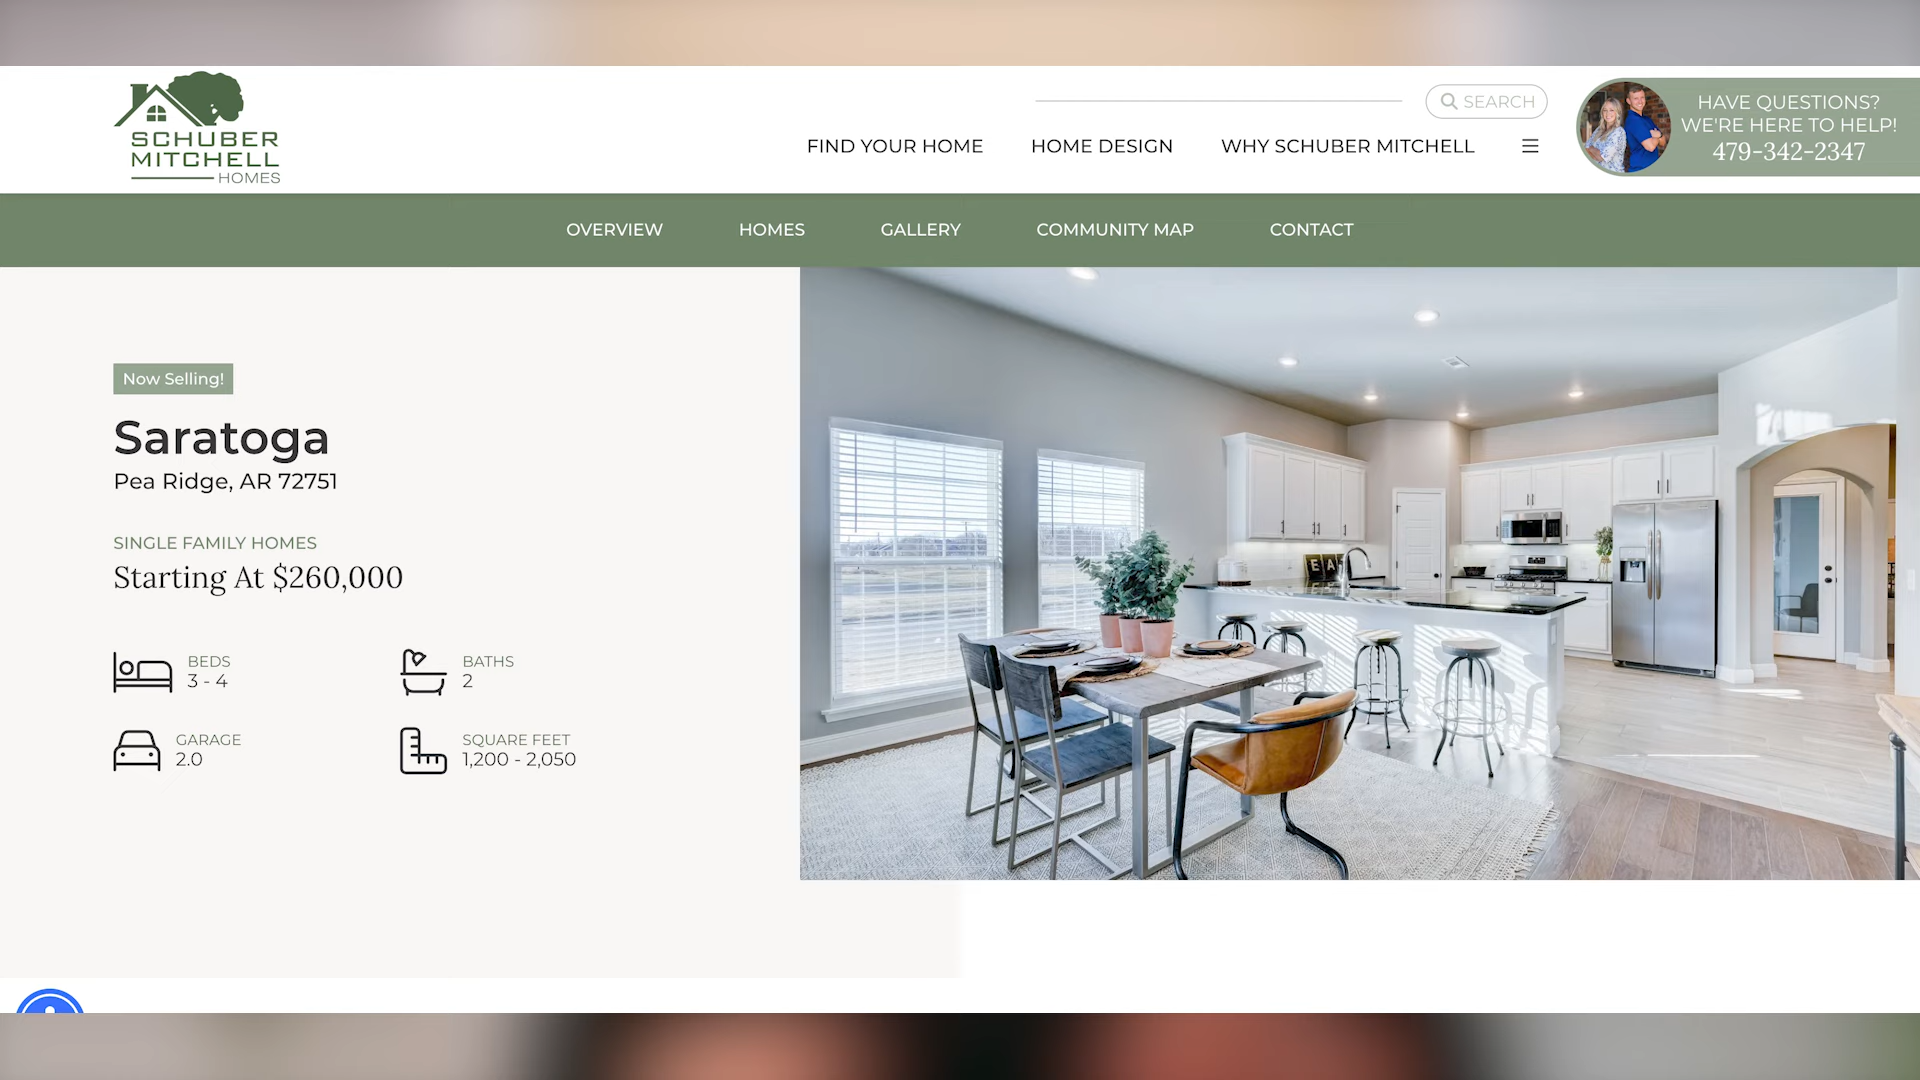 SCHUBER
MITCHELL
HOMES
SEARCH
FIND YOUR HOME
HOME DESIGN
WHY SCHUBER MITCHELL
HAVE QUESTIONS?
WE'RE HERE TO HELP!
479-342-2347
OVERVIEW
HOMES
GALLERY
COMMUNITY MAP
CONTACT
Now Selling!
Saratoga
Pea Ridge, AR 72751
SINGLE FAMILY HOMES
Starting At $260,000
BEDS
3 - 4
BATHS
2
GARAGE
2.0
SQUARE FEET
1,200 - 2,050
EA